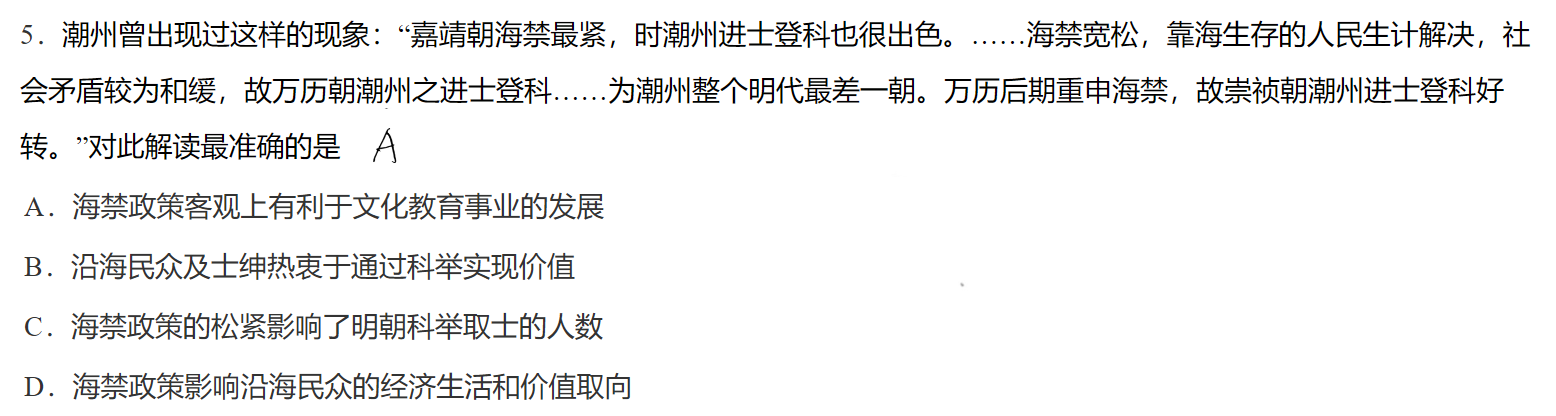 5．潮州曾出现过这样的现象：“嘉靖朝海禁最紧，时潮州进士登科也很出色。……海禁宽松，靠海生存的人民生计解决，社
会矛盾较为和缓，故万历朝潮州之进士登科……为潮州整个明代最差一朝。万历后期重申海禁，故崇祯朝潮州进士登科好
转。”对此解读最准确的是 A
A．海禁政策客观上有利于文化教育事业的发展
B．沿海民众及士绅热衷于通过科举实现价值
C．海禁政策的松紧影响了明朝科举取士的人数
D．海禁政策影响沿海民众的经济生活和价值取向